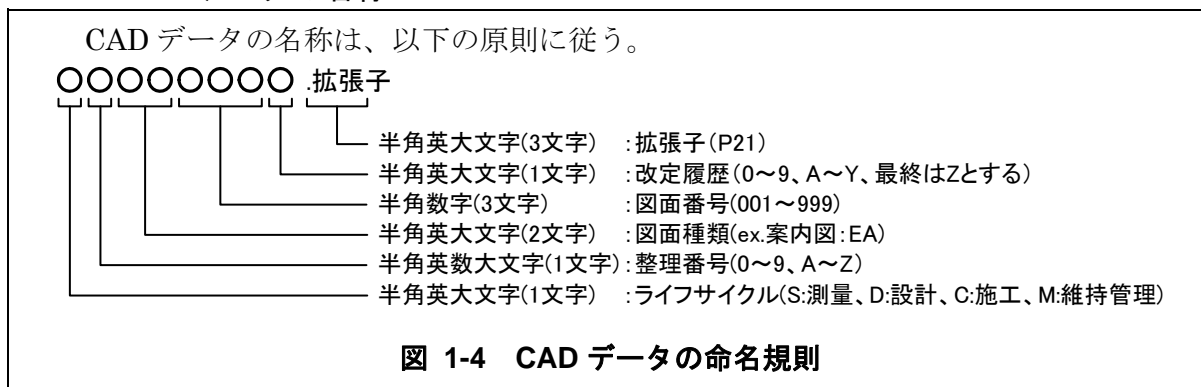 CAD データの名称は、以下の原則に従う。
○○○○○○○○ .拡張子
半角英大文字(3文字) :拡張子(P21)
半角英大文字(1文字) :改定履歴(0～9、A～Y、最終はZとする)
半角数字(3文字) :図面番号(001～999)
半角英大文字(2文字) :図面種類(ex.案内図:EA)
半角英数大文字(1文字):整理番号(0～9、A～Z)
半角英大文字(1文字) :ライフサイクル(S:測量、D:設計、C:施工、M:維持管理)
図 1-4 CAD データの命名規則